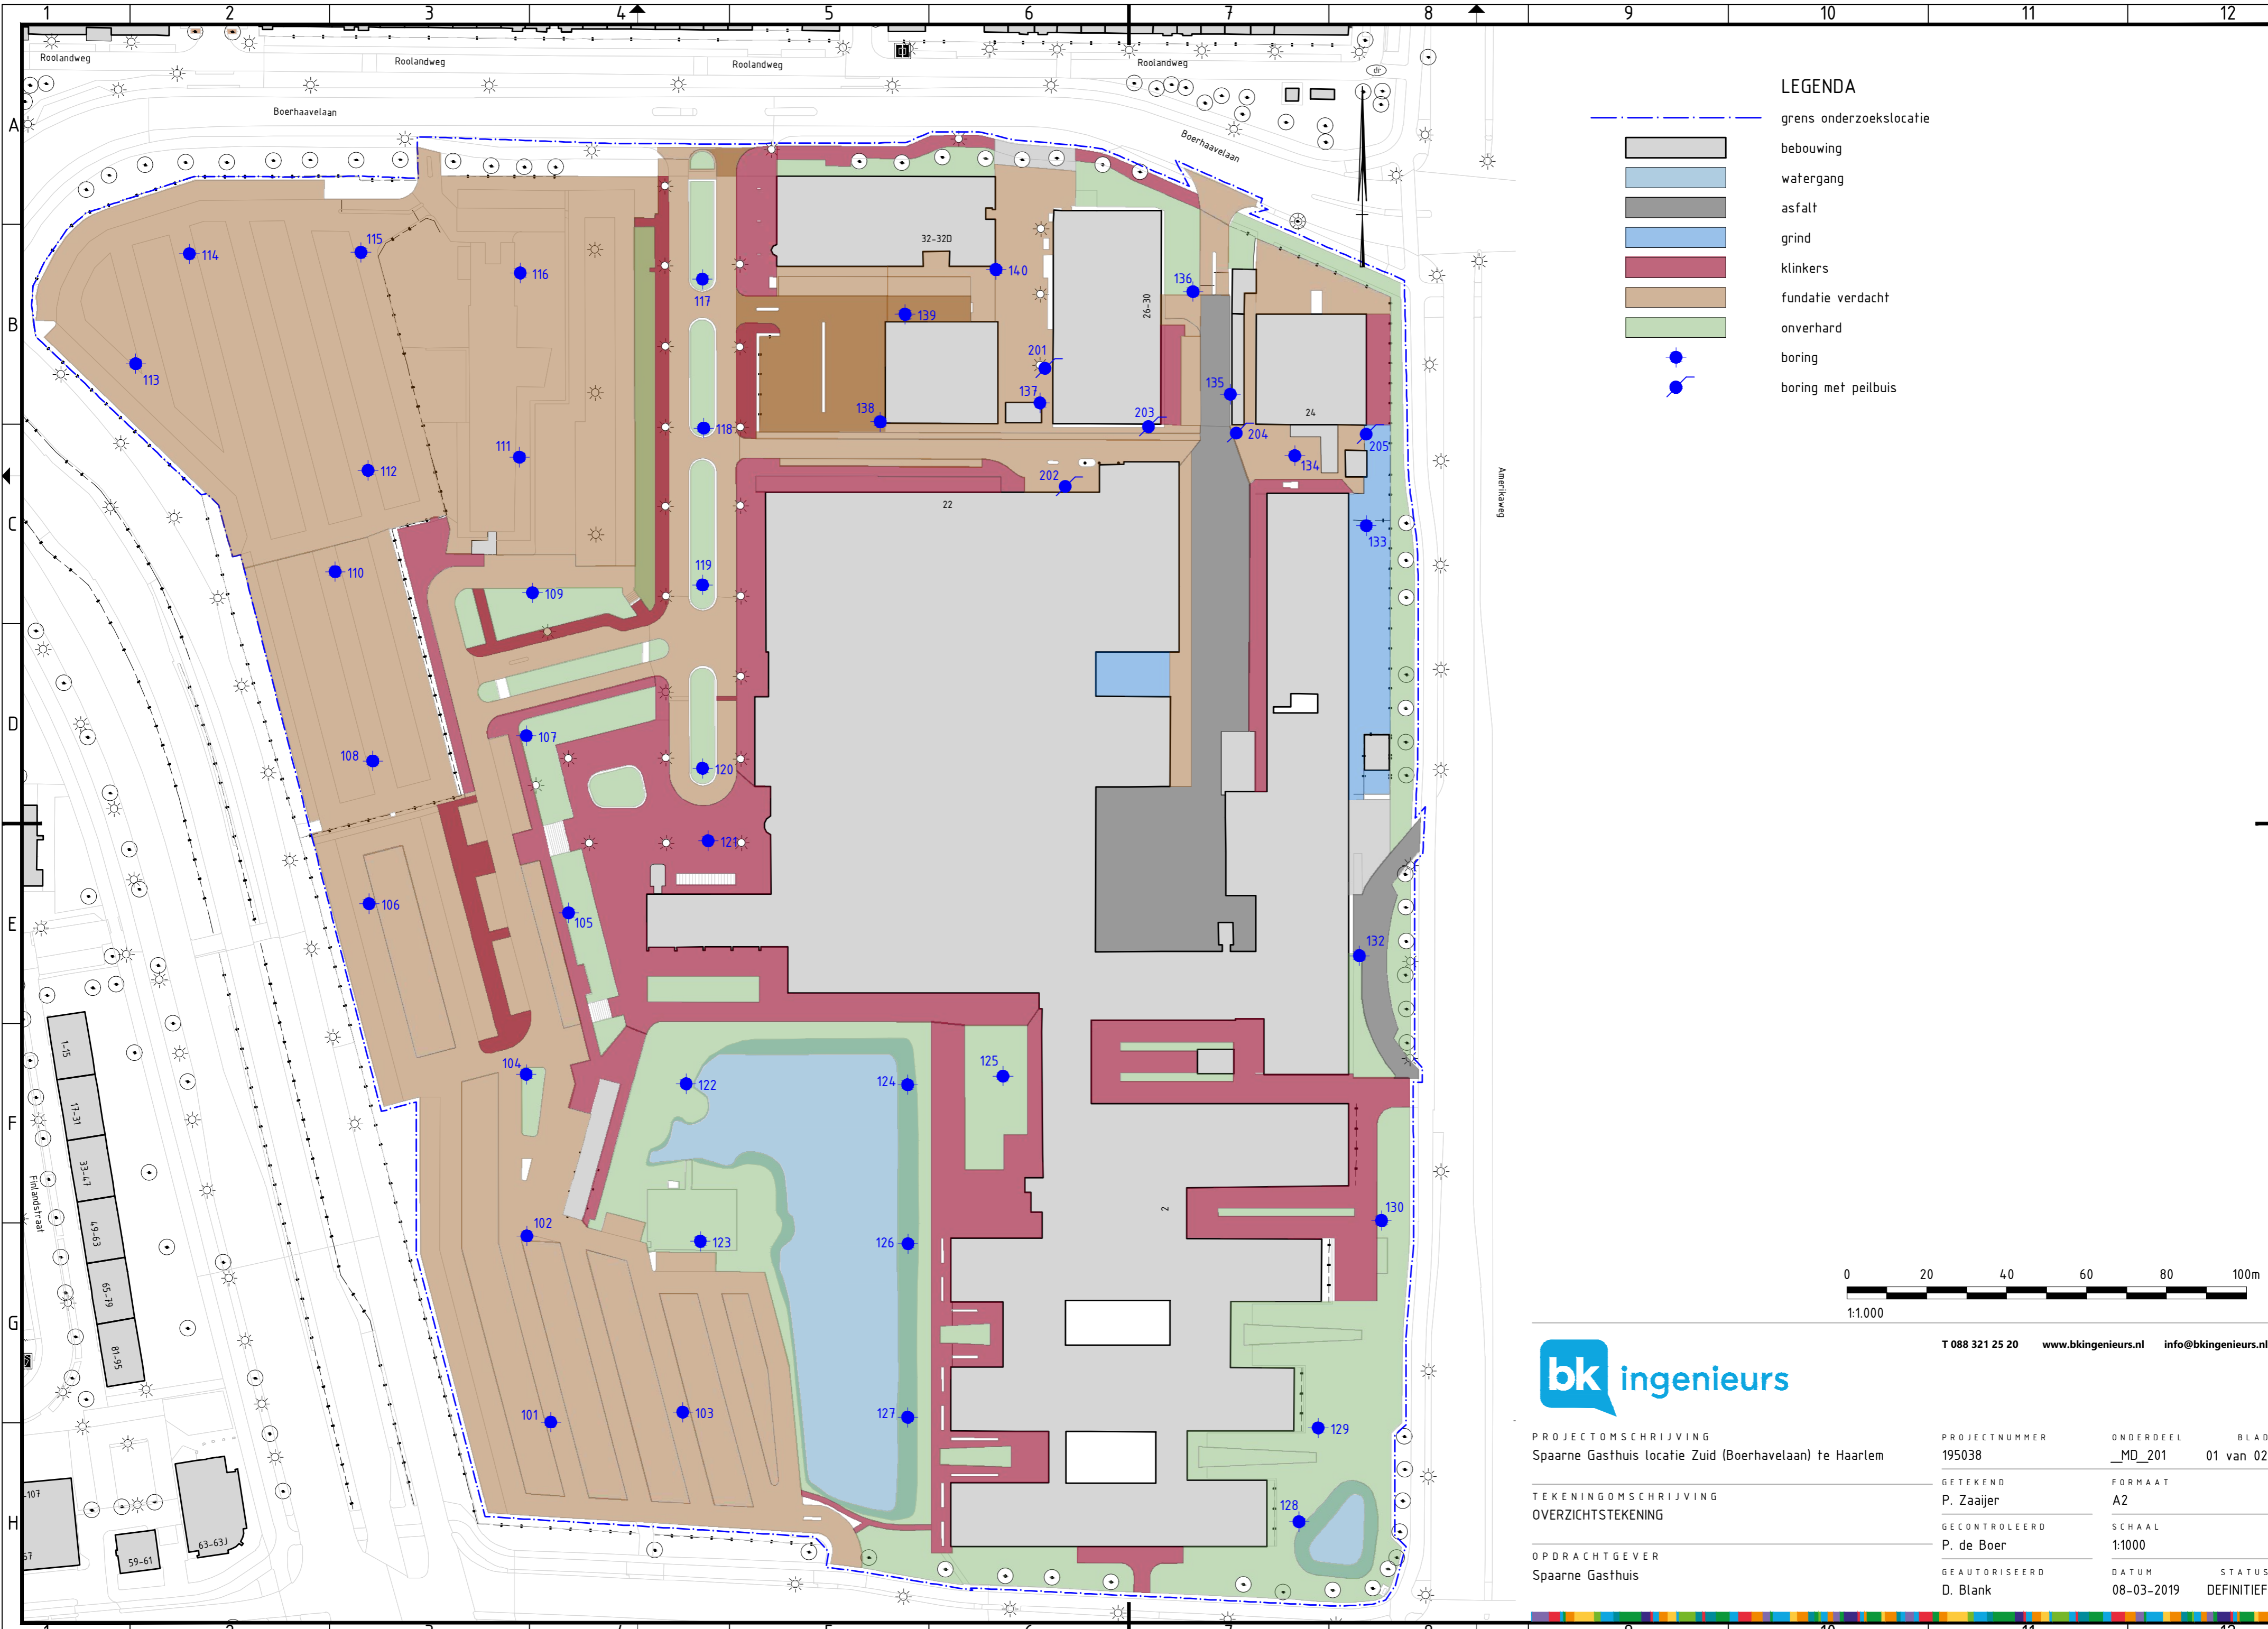 1 2 3 4 5 6 7 8 9 10 11 12
A
B
C
D
E
F
G
H
Roolandweg
Roolandweg
Roolandweg
Roolandweg
Boerhaavelaan
Boerhaavelaan
dr
Amerikaweg
Finlandstraat
32-32D
26-30
24
22
2
1-15
17-31
33-47
49-63
65-79
81-95
-107
57
59-61
63-63J
114
115
116
117
140
136
139
113
201
137
135
138
203
118
204
205
134
111
112
202
133
119
110
109
107
108
120
121
106
105
132
104
122
124
125
102
123
126
130
101
103
127
129
128
LEGENDA
grens onderzoekslocatie
bebouwing
watergang
asfalt
grind
klinkers
fundatie verdacht
onverhard
boring
boring met peilbuis
0 20 40 60 80 100m
1:1.000
bk ingenieurs
T 088 321 25 20 www.bkingenieurs.nl info@bkingenieurs.nl
PROJECTOMSCHRIJVING
Spaarne Gasthuis locatie Zuid (Boerhavelaan) te Haarlem
TEKENINGOMSCHRIJVING
OVERZICHTSTEKENING
OPDRACHTGEVER
Spaarne Gasthuis
PROJECTNUMMER ONDERDEEL BLAD
195038 _MD_201 01 van 02
GETEKEND FORMAAT
P. Zaaijer A2
GECONTROLEERD SCHAAL
P. de Boer 1:1000
GEAUTORISEERD DATUM STATUS
D. Blank 08-03-2019 DEFINITIEF